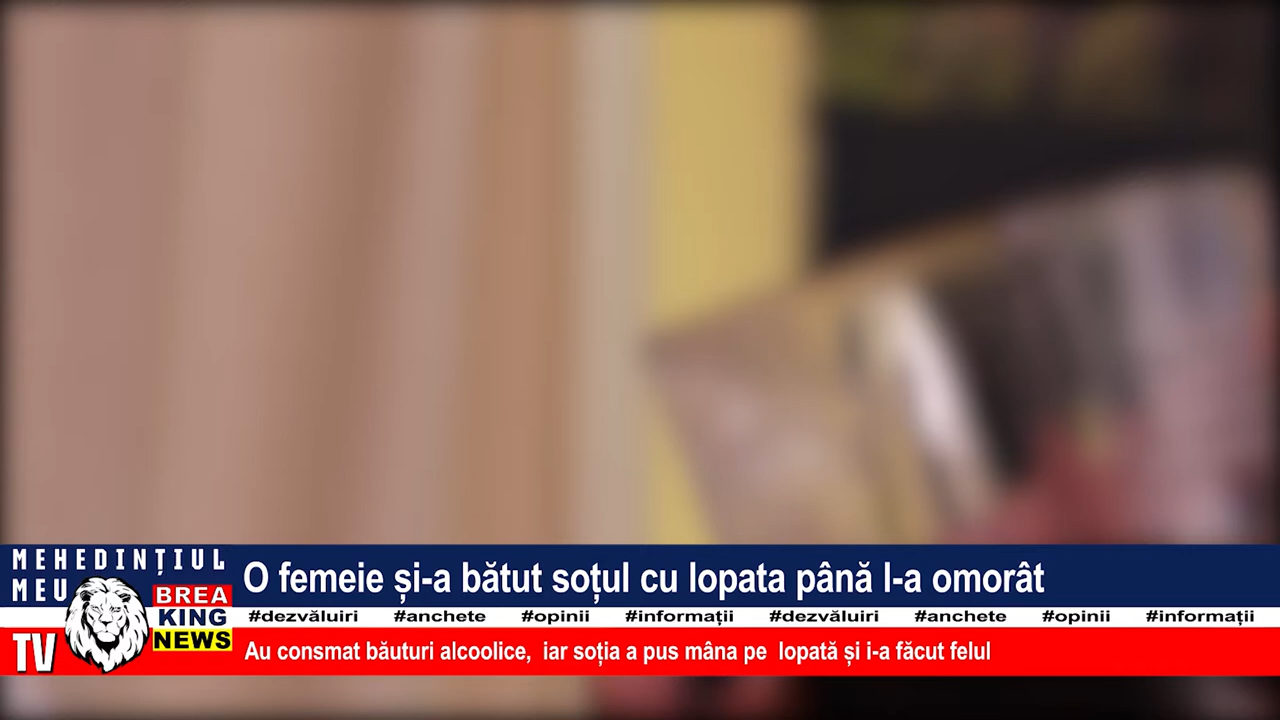 MEHEDINȚIUL
MEU
TV
BREA
KING
NEWS
O femeie și-a bătut soțul cu lopata până l-a omorât
#dezvăluiri #anchete #opinii #informații #dezvăluiri #anchete #opinii #informații
Au consmat băuturi alcoolice, iar soția a pus mâna pe lopată și i-a făcut felul